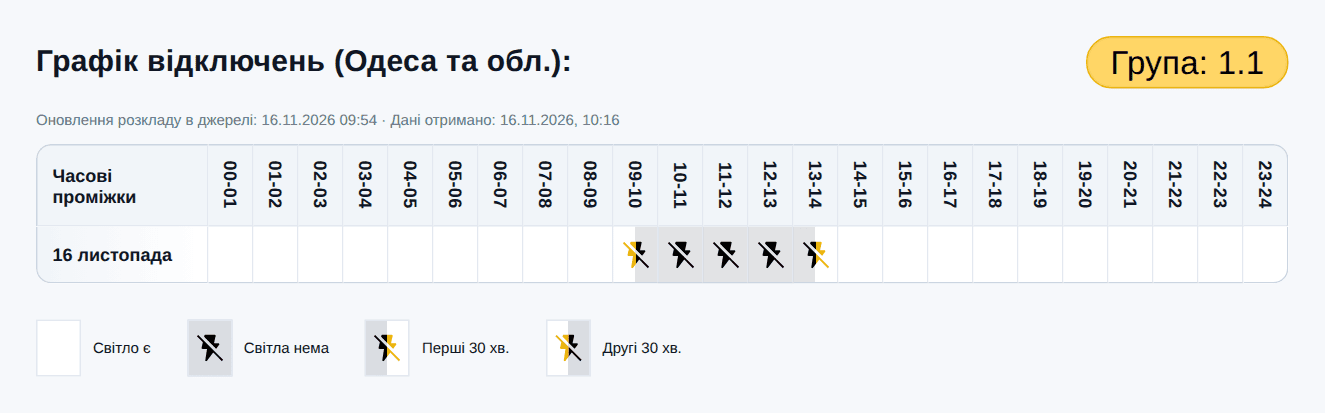 Графік відключень (Одеса та обл.):
Група: 1.1
Оновлення розкладу в джерелі: 16.11.2026 09:54 · Дані отримано: 16.11.2026, 10:16
Часові
проміжки
00-01
01-02
02-03
03-04
04-05
05-06
06-07
07-08
08-09
09-10
10-11
11-12
12-13
13-14
14-15
15-16
16-17
17-18
18-19
19-20
20-21
21-22
22-23
23-24
16 листопада
Світло є
Світла нема
Перші 30 хв.
Другі 30 хв.